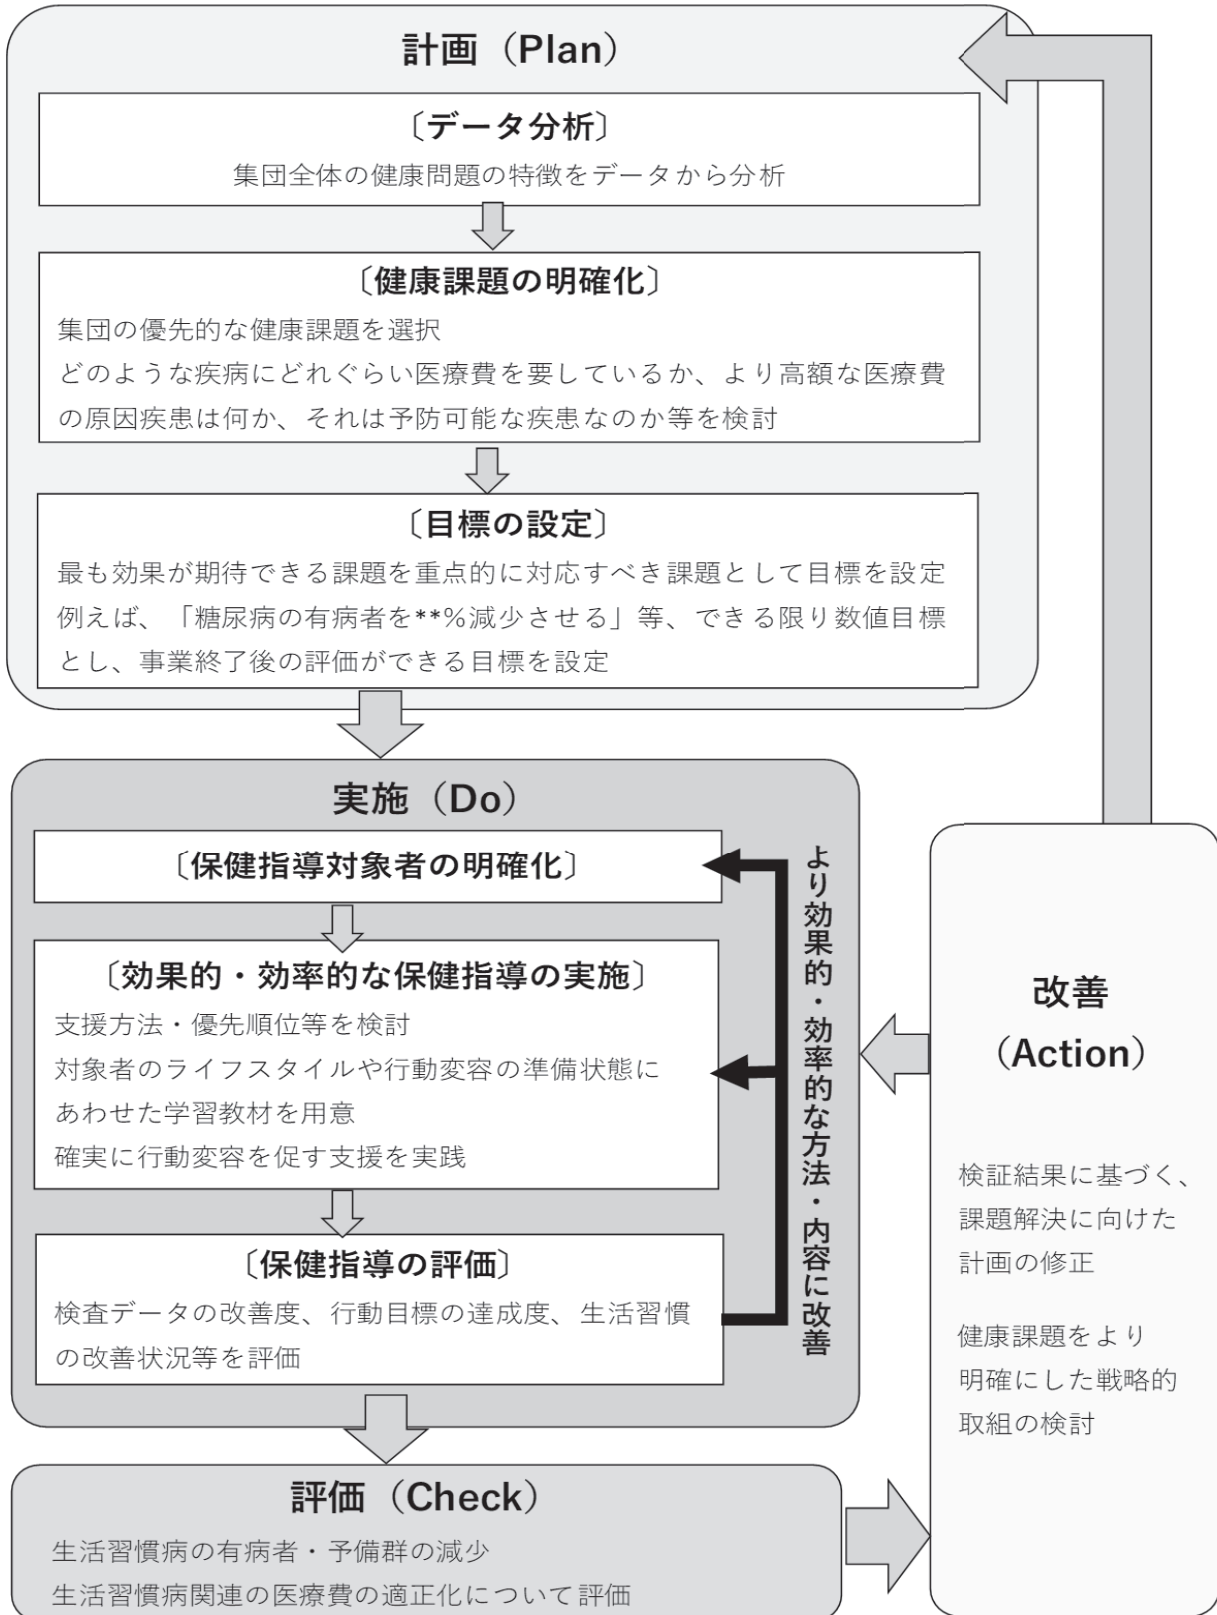 計画（Plan）
〔データ分析〕
集団全体の健康問題の特徴をデータから分析
〔健康課題の明確化〕
集団の優先的な健康課題を選択
どのような疾病にどれぐらい医療費を要しているか、より高額な医療費
の原因疾患は何か、それは予防可能な疾患なのか等を検討
〔目標の設定〕
最も効果が期待できる課題を重点的に対応すべき課題として目標を設定
例えば、「糖尿病の有病者を**%減少させる」等、できる限り数値目標
とし、事業終了後の評価ができる目標を設定
実施（Do）
〔保健指導対象者の明確化〕
〔効果的・効率的な保健指導の実施〕
支援方法・優先順位等を検討
対象者のライフスタイルや行動変容の準備状態に
あわせた学習教材を用意
確実に行動変容を促す支援を実践
〔保健指導の評価〕
検査データの改善度、行動目標の達成度、生活習慣
の改善状況等を評価
より効果的・効率的な方法・内容に改善
評価（Check）
生活習慣病の有病者・予備群の減少
生活習慣病関連の医療費の適正化について評価
改善
（Action）
検証結果に基づく、
課題解決に向けた
計画の修正
健康課題をより
明確にした戦略的
取組の検討